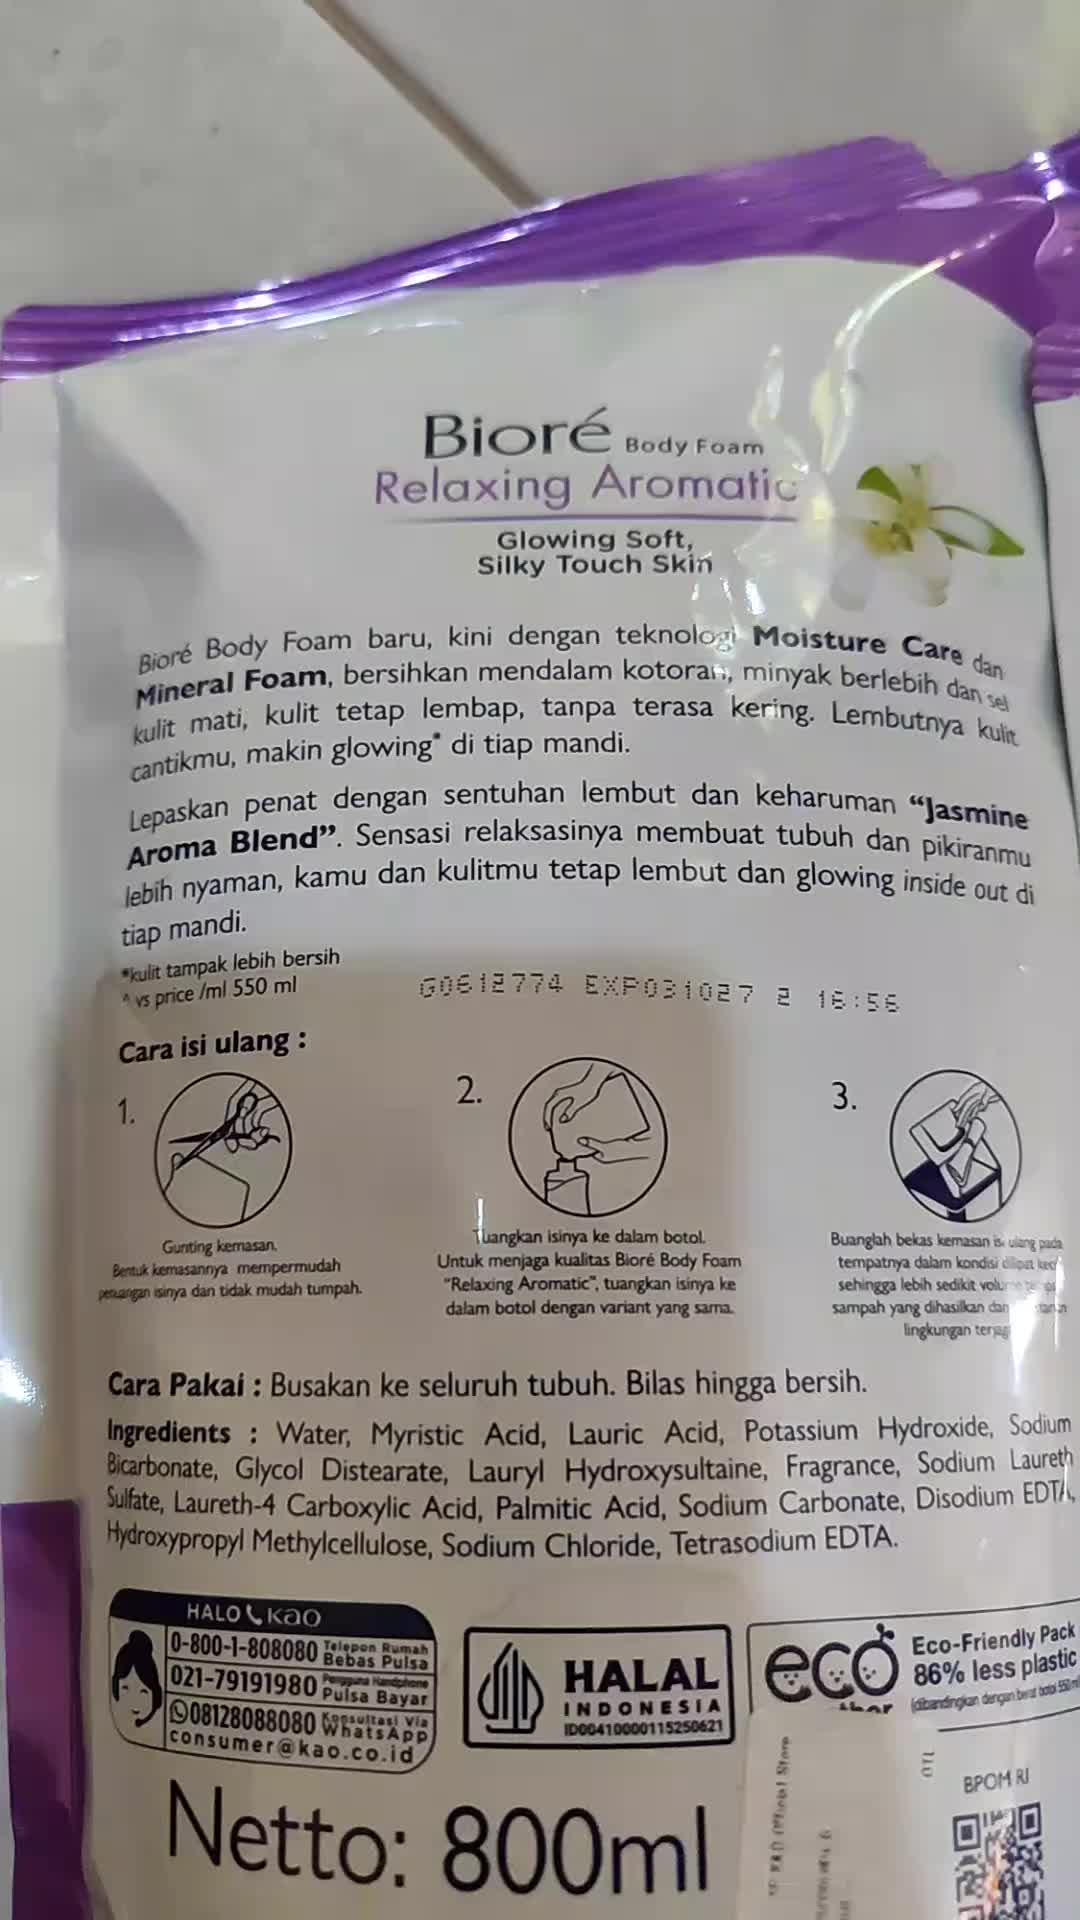 Bioré Body Foam
Relaxing Aromatic
Glowing Soft,
Silky Touch Skin
Bioré Body Foam baru, kini dengan teknologi Moisture Care dan
Mineral Foam, bersihkan mendalam kotoran, minyak berlebih dan sel
kulit mati, kulit tetap lembap, tanpa terasa kering. Lembutnya kulit
cantikmu, makin glowing* di tiap mandi.
Lepaskan penat dengan sentuhan lembut dan keharuman “Jasmine
Aroma Blend”. Sensasi relaksasinya membuat tubuh dan pikiranmu
lebih nyaman, kamu dan kulitmu tetap lembut dan glowing inside out di
tiap mandi.
*kulit tampak lebih bersih
^ vs price /ml 550 ml
G0612774 EXP031027 2 16:56
Cara isi ulang :
1.
2.
3.
Gunting kemasan.
Bentuk kemasannya mempermudah
penuangan isinya dan tidak mudah tumpah.
Tuangkan isinya ke dalam botol.
Untuk menjaga kualitas Bioré Body Foam
“Relaxing Aromatic”, tuangkan isinya ke
dalam botol dengan variant yang sama.
Buanglah bekas kemasan isi ulang pada
tempatnya dalam kondisi dilipat kecil
sehingga lebih sedikit volume
sampah yang dihasilkan dan
lingkungan terjaga
Cara Pakai : Busakan ke seluruh tubuh. Bilas hingga bersih.
Ingredients : Water, Myristic Acid, Lauric Acid, Potassium Hydroxide, Sodium
Bicarbonate, Glycol Distearate, Lauryl Hydroxysultaine, Fragrance, Sodium Laureth
Sulfate, Laureth-4 Carboxylic Acid, Palmitic Acid, Sodium Carbonate, Disodium EDTA,
Hydroxypropyl Methylcellulose, Sodium Chloride, Tetrasodium EDTA.
HALO Kao
0-800-1-808080 Telepon Rumah Bebas Pulsa
021-79191980 Pengguna Handphone Pulsa Bayar
08128088080 Konsultasi Via WhatsApp
consumer@kao.co.id
HALAL
INDONESIA
ID00410000115250621
eco
Eco-Friendly Pack
86% less plastic
(dibandingkan dengan berat botol 550 ml
Official Store
BPOM RI
Netto: 800ml